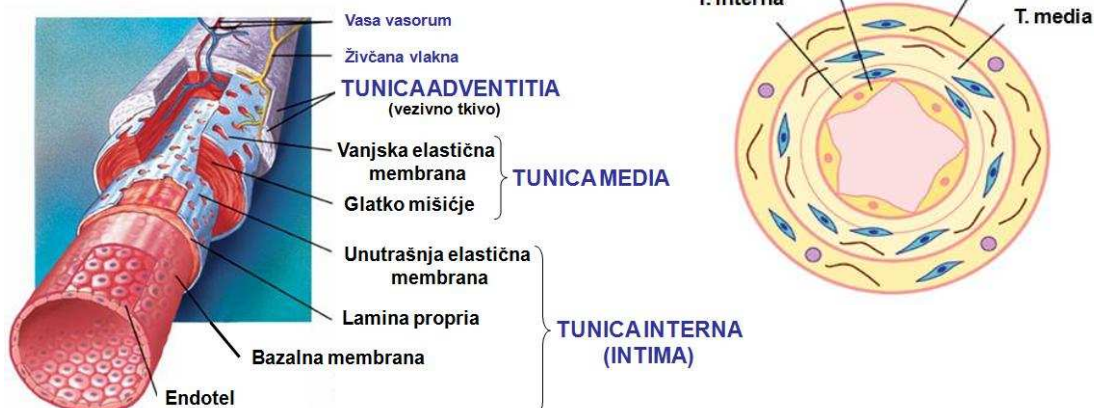 Vasa vasorum
Živčana vlakna
TUNICA ADVENTITIA
(vezivno tkivo)
Vanjska elastična
membrana
TUNICA MEDIA
Glatko mišićje
Unutrašnja elastična
membrana
Lamina propria
TUNICA INTERNA
(INTIMA)
Bazalna membrana
Endotel
T. interna
T. media